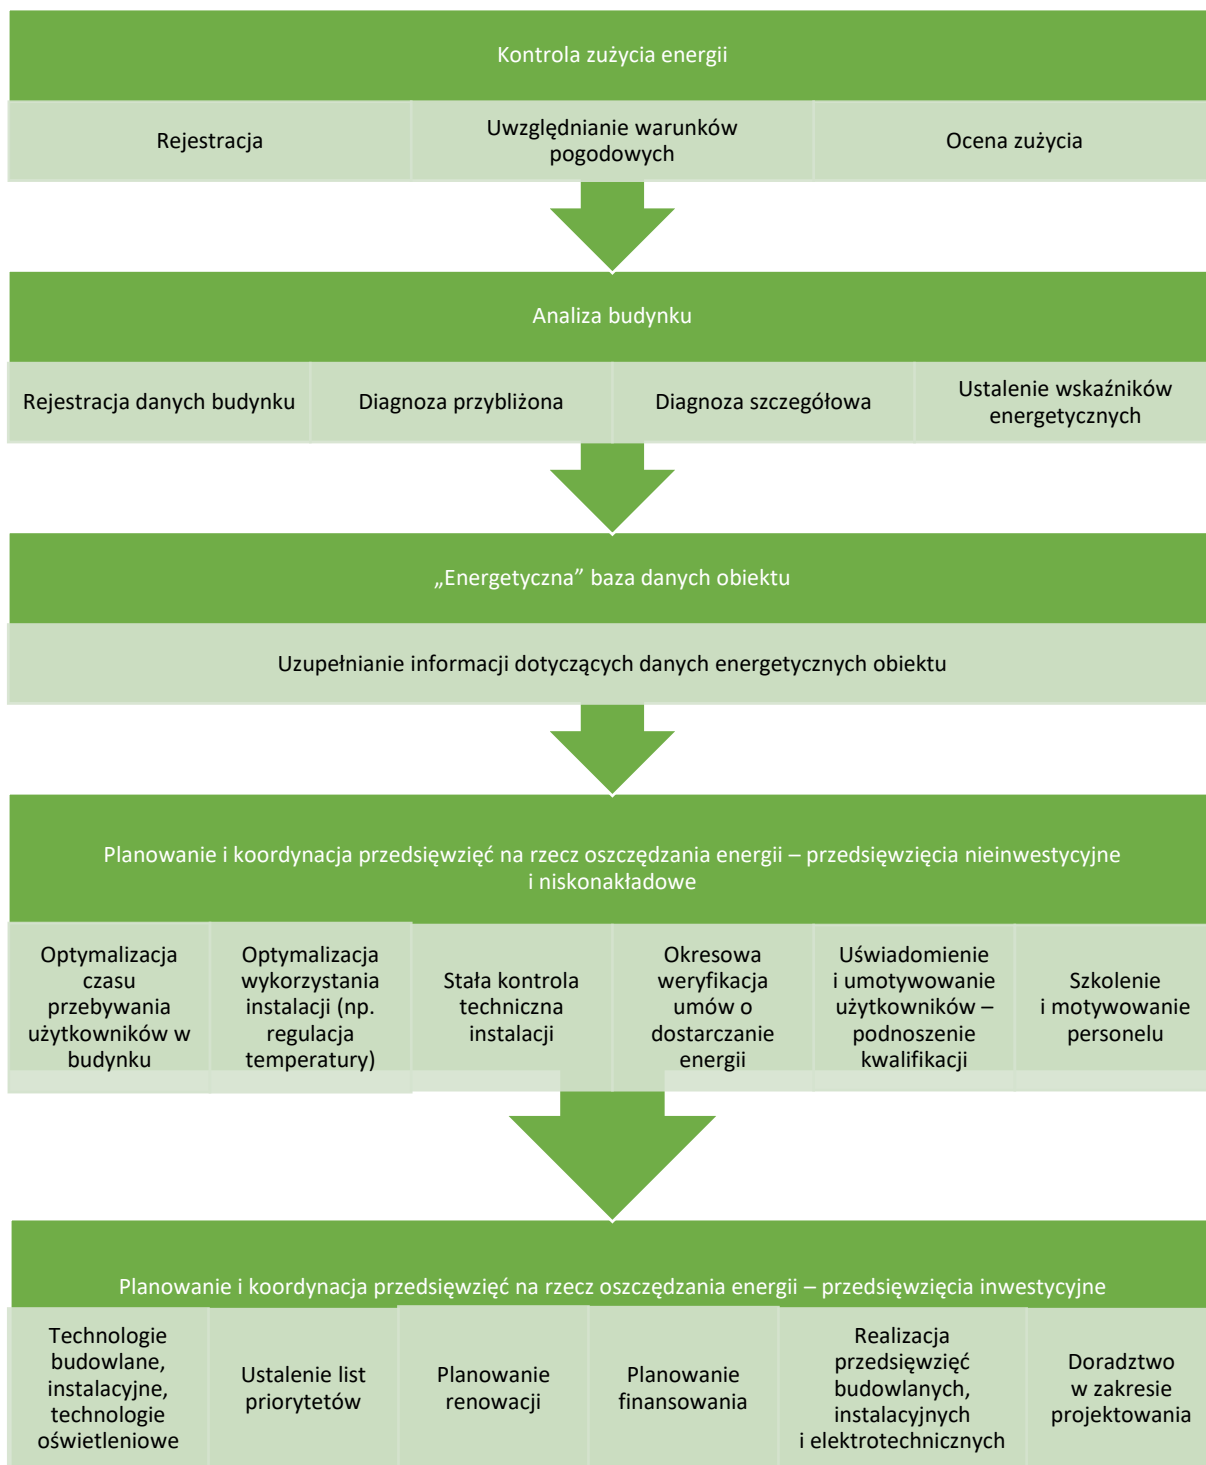 Kontrola zużycia energii
Rejestracja
Uwzględnianie warunków
pogodowych
Ocena zużycia
Analiza budynku
Rejestracja danych budynku
Diagnoza przybliżona
Diagnoza szczegółowa
Ustalenie wskaźników
energetycznych
„Energetyczna” baza danych obiektu
Uzupełnianie informacji dotyczących danych energetycznych obiektu
Planowanie i koordynacja przedsięwzięć na rzecz oszczędzania energii – przedsięwzięcia nieinwestycyjne
i niskonakładowe
Optymalizacja
czasu
przebywania
użytkowników w
budynku
Optymalizacja
wykorzystania
instalacji (np.
regulacja
temperatury)
Stała kontrola
techniczna
instalacji
Okresowa
weryfikacja
umów o
dostarczanie
energii
Uświadomienie
i umotywowanie
użytkowników –
podnoszenie
kwalifikacji
Szkolenie
i motywowanie
personelu
Planowanie i koordynacja przedsięwzięć na rzecz oszczędzania energii – przedsięwzięcia inwestycyjne
Technologie
budowlane,
instalacyjne,
technologie
oświetleniowe
Ustalenie list
priorytetów
Planowanie
renowacji
Planowanie
finansowania
Realizacja
przedsięwzięć
budowlanych,
instalacyjnych
i elektrotechnicznych
Doradztwo
w zakresie
projektowania